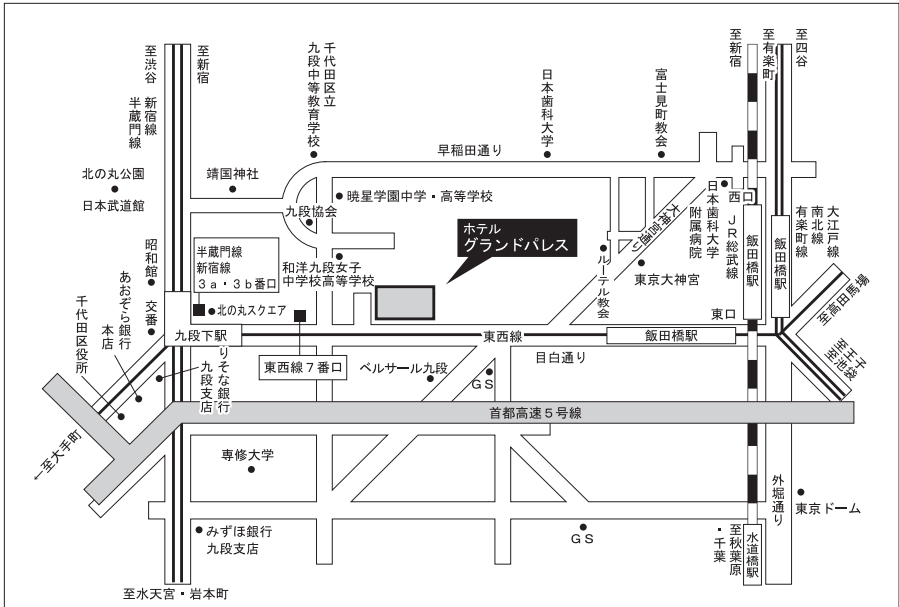 至渋谷
至新宿
新宿線
半蔵門線
千代田区立
九段中等教育学校
日本歯科大学
富士見町教会
至新宿
至有楽町
至四谷
早稲田通り
北の丸公園
日本武道館
靖国神社
暁星学園中学・高等学校
九段協会
ホテル
グランドパレス
大神宮通り
日本歯科大学
附属病院
西口
JR総武線
飯田橋駅
飯田橋駅
大江戸線
南北線
有楽町線
昭和館
交番
半蔵門線
新宿線
3a・3b番口
和洋九段女子
中学校高等学校
ルーテル教会
東京大神宮
東口
至高田馬場
あおぞら銀行
本店
千代田区役所
北の丸スクエア
九段下駅
東西線
飯田橋駅
至王子
至池袋
りそな銀行
九段支店
東西線7番口
ベルサール九段
目白通り
GS
首都高速5号線
←至大手町
専修大学
外堀通り
東京ドーム
みずほ銀行
九段支店
GS
至秋葉原
・千葉
水道橋駅
至水天宮・岩本町